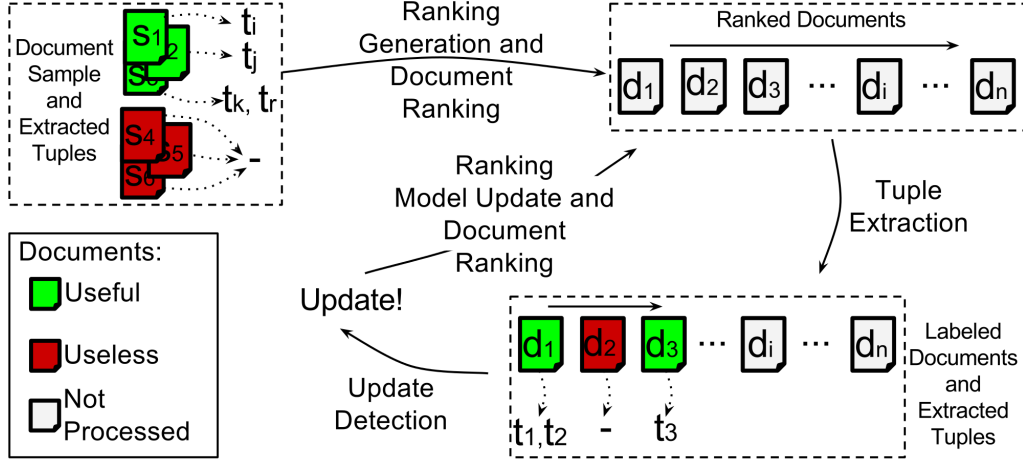 Document
Sample
and
Extracted
Tuples
s1
2
s3
s4
s5
s6
ti
tj
tk, tr
-
Ranking
Generation and
Document
Ranking
Ranked Documents
d1 d2 d3 ... di ... dn
Ranking
Model Update and
Document
Ranking
Tuple
Extraction
Update!
Update
Detection
d1 d2 d3 ... di ... dn
t1,t2 - t3
Labeled
Documents
and
Extracted
Tuples
Documents:
Useful
Useless
Not
Processed